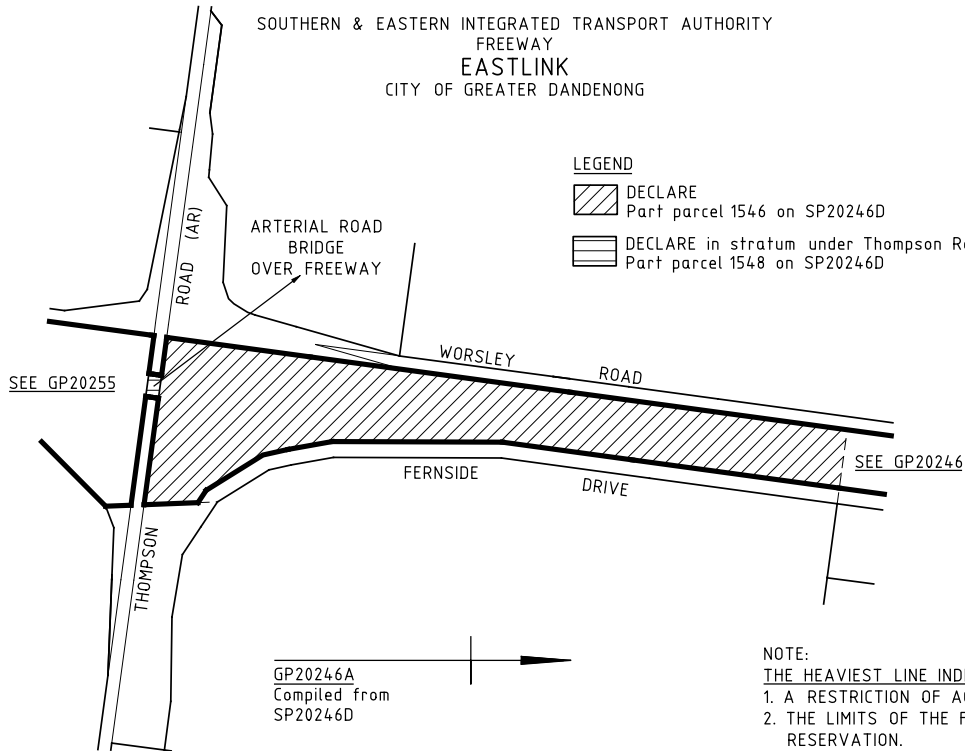 SOUTHERN & EASTERN INTEGRATED TRANSPORT AUTHORITY
FREEWAY
EASTLINK
CITY OF GREATER DANDENONG
LEGEND
DECLARE
Part parcel 1546 on SP20246D
DECLARE in stratum under Thompson
Part parcel 1548 on SP20246D
ROAD (AR)
ARTERIAL ROAD
BRIDGE
OVER FREEWAY
WORSLEY ROAD
SEE GP20255
SEE GP20246
FERNSIDE DRIVE
THOMPSON
GP20246A
Compiled from
SP20246D
NOTE:
THE HEAVIEST LINE
1. A RESTRICTION OF
2. THE LIMITS OF THE
RESERVATION.